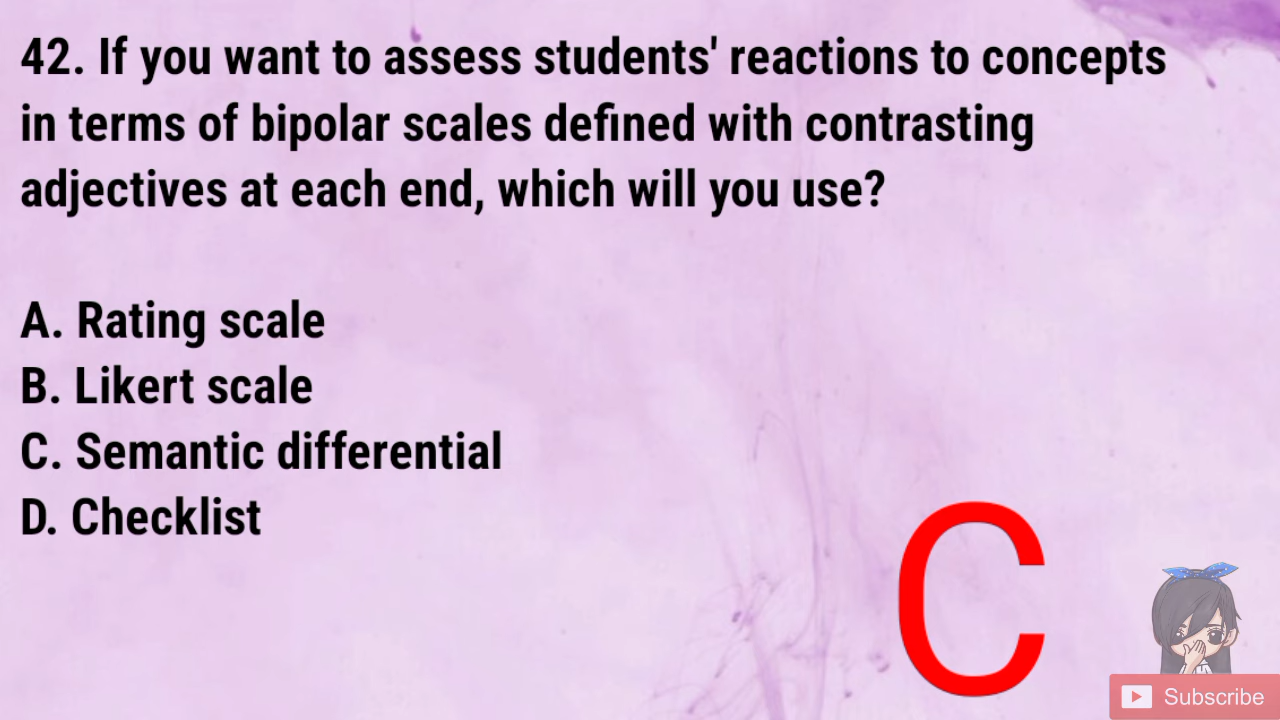 42. If you want to assess students' reactions to concepts
in terms of bipolar scales defined with contrasting
adjectives at each end, which will you use?
A. Rating scale
B. Likert scale
C. Semantic differential
D. Checklist
C
Subscribe